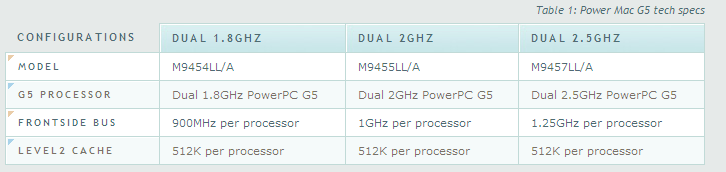 Table 1: Power Mac G5 tech specs
CONFIGURATIONS DUAL 1.8GHZ DUAL 2GHZ DUAL 2.5GHZ
MODEL M9454LL/A M9455LL/A M9457LL/A
G5 PROCESSOR Dual 1.8GHz PowerPC G5 Dual 2GHz PowerPC G5 Dual 2.5GHz PowerPC G5
FRONTSIDE BUS 900MHz per processor 1GHz per processor 1.25GHz per processor
LEVEL2 CACHE 512K per processor 512K per processor 512K per processor